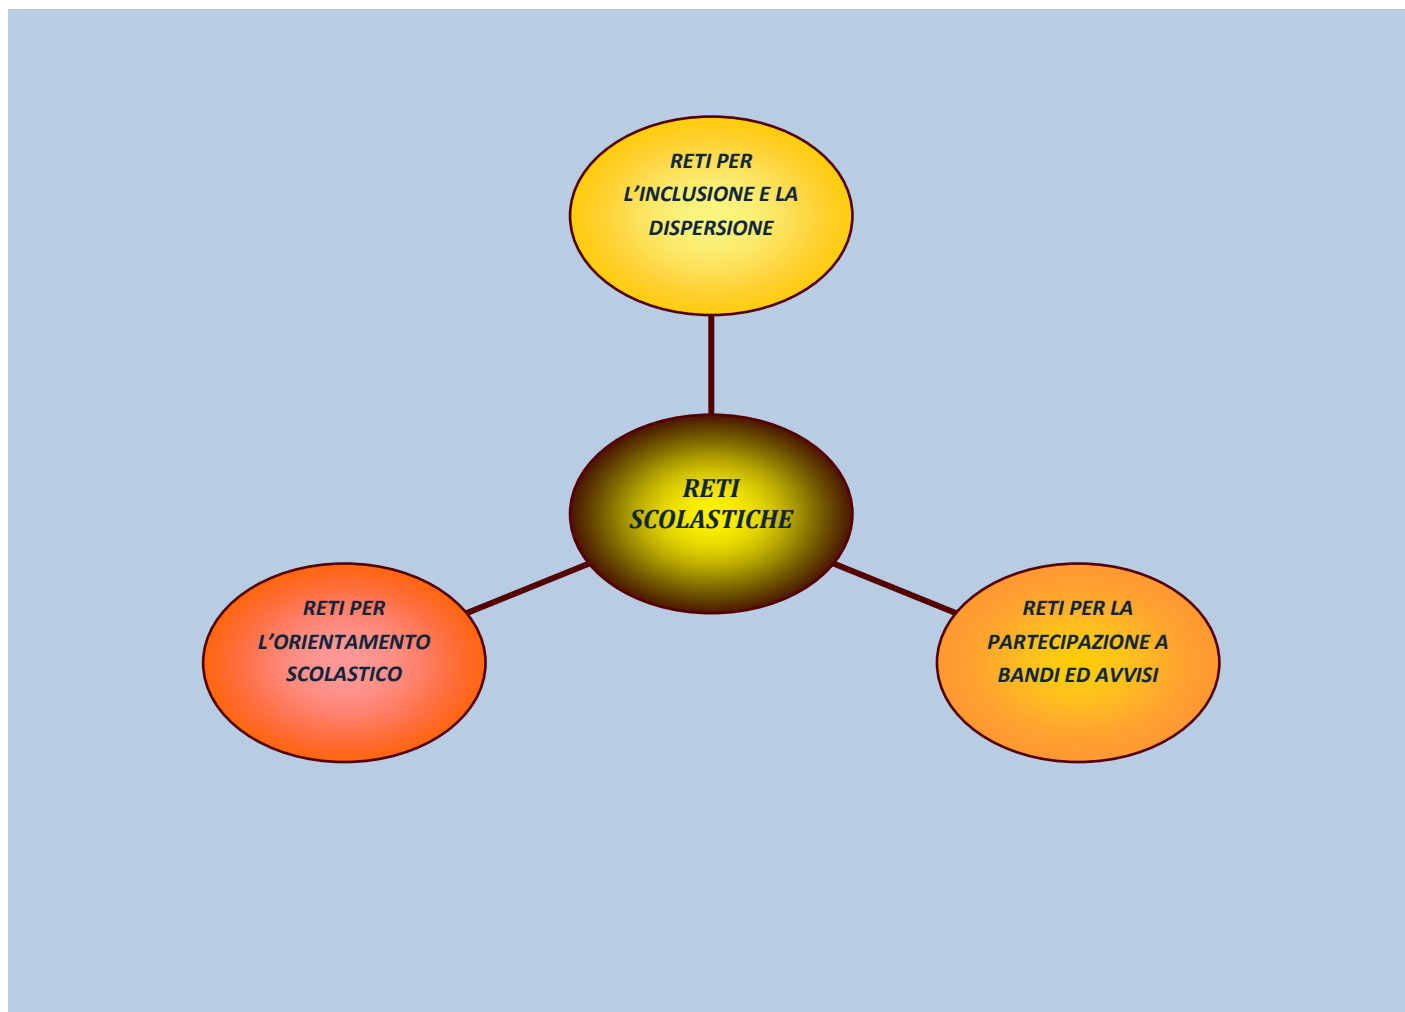 RETI PER
L’INCLUSIONE E LA
DISPERSIONE
RETI
SCOLASTICHE
RETI PER
L’ORIENTAMENTO
SCOLASTICO
RETI PER LA
PARTECIPAZIONE A
BANDI ED AVVISI